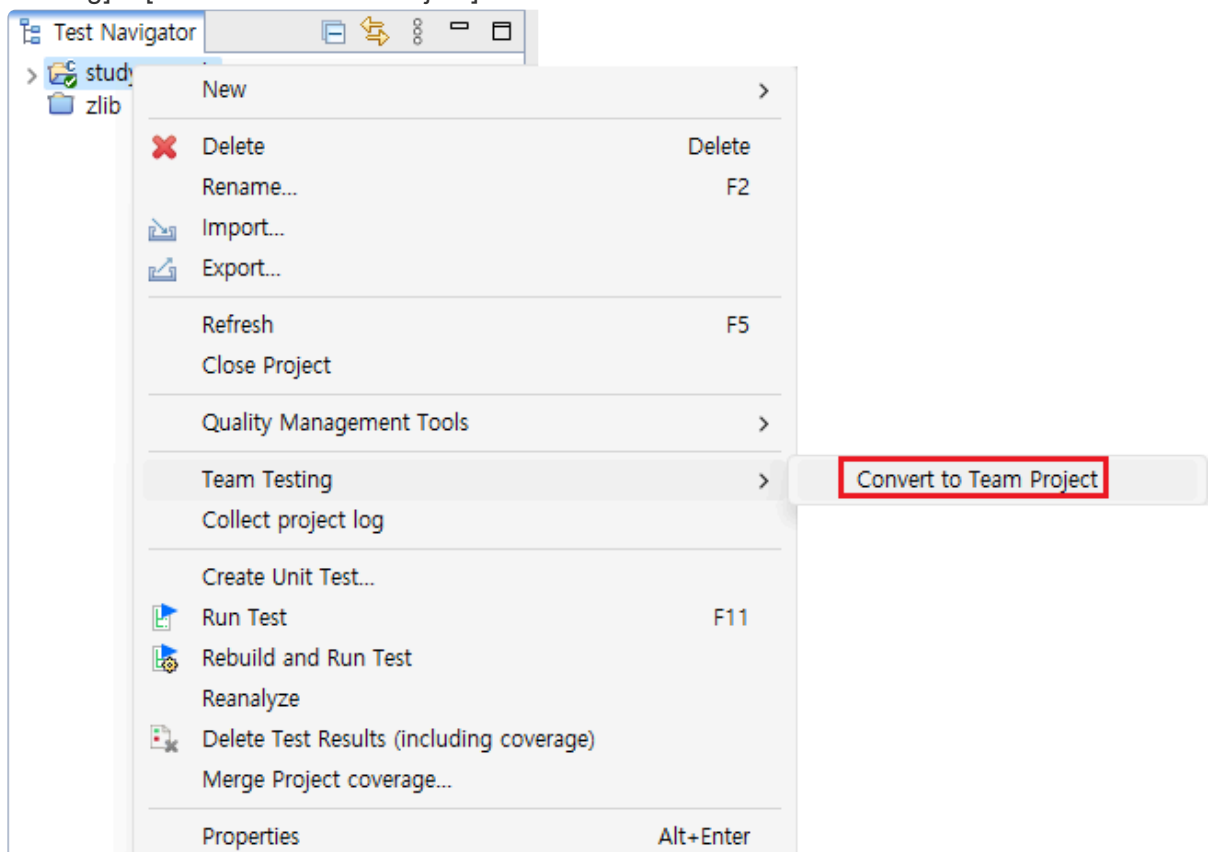 Test Navigator
study
zlib
New
Delete Delete
Rename... F2
Import...
Export...
Refresh F5
Close Project
Quality Management Tools
Team Testing
Convert to Team Project
Collect project log
Create Unit Test...
Run Test F11
Rebuild and Run Test
Reanalyze
Delete Test Results (including coverage)
Merge Project coverage...
Properties Alt+Enter